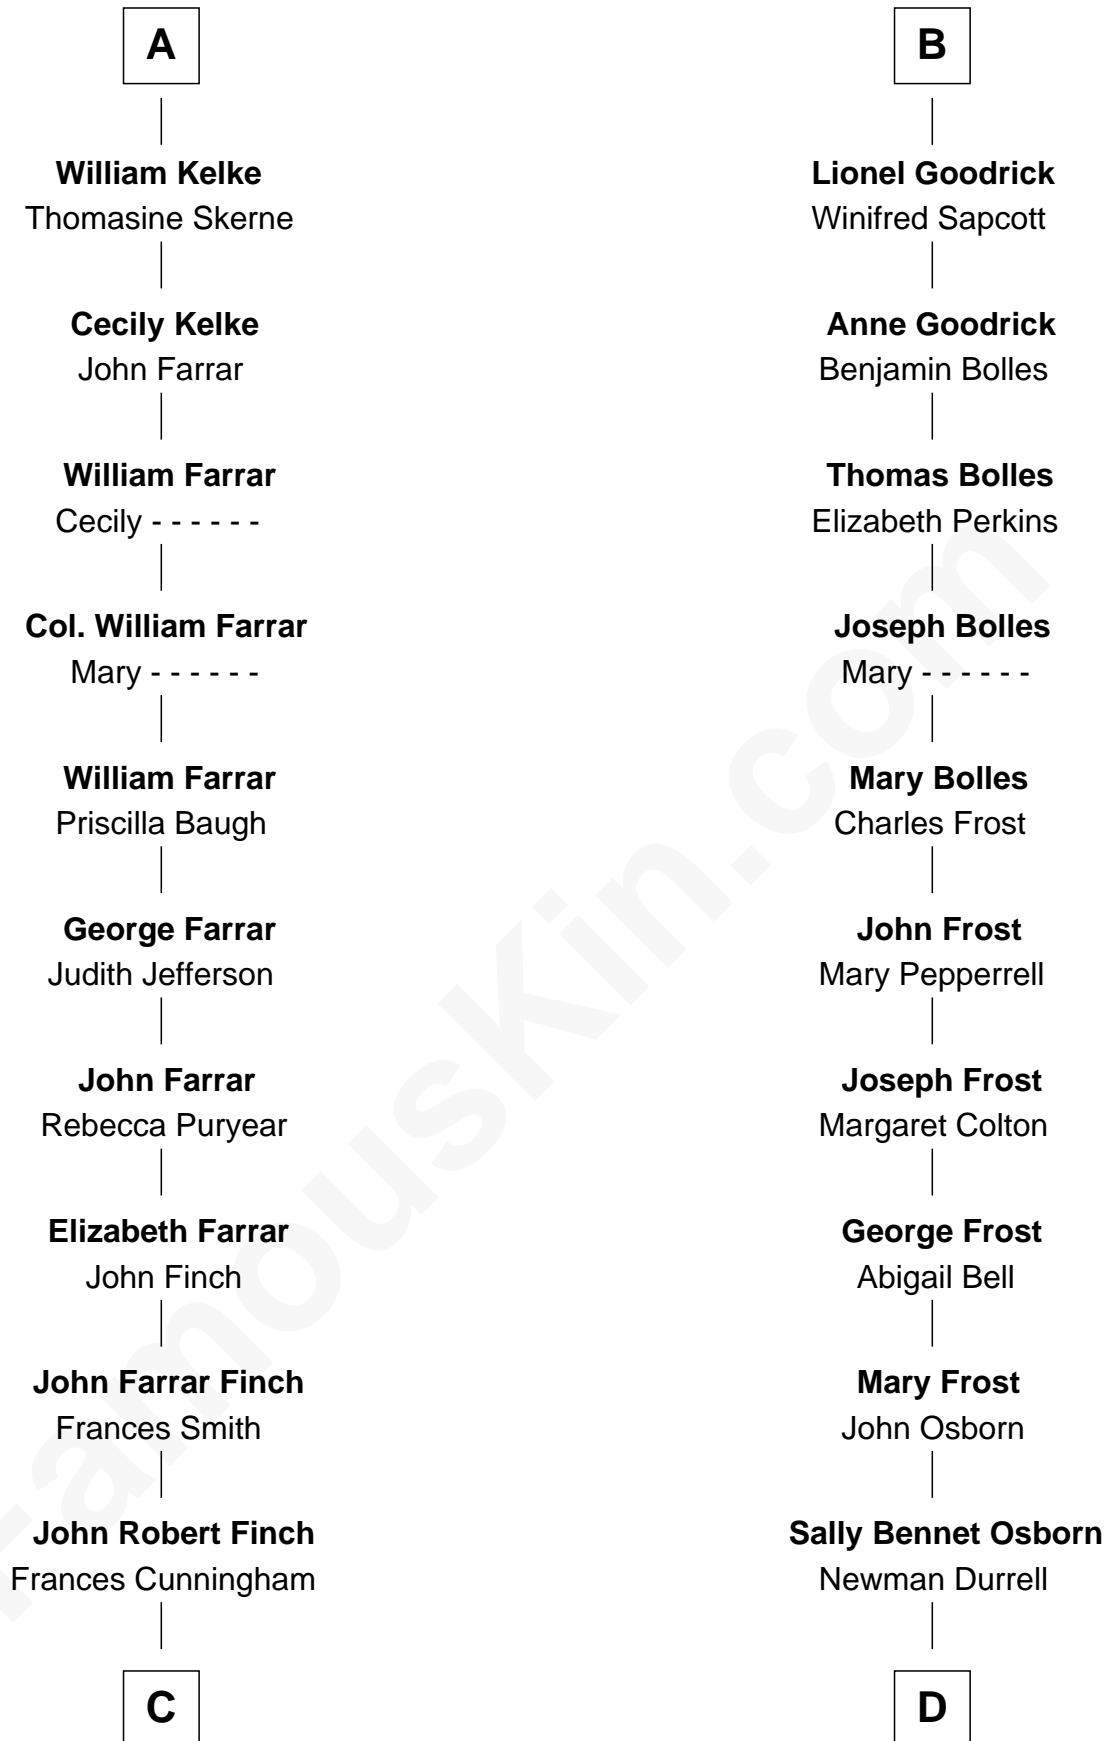 A
William Kelke
Thomasine Skerne
Cecily Kelke
John Farrar
William Farrar
Cecily - - - - - -
Col. William Farrar
Mary - - - - - -
William Farrar
Priscilla Baugh
George Farrar
Judith Jefferson
John Farrar
Rebecca Puryear
Elizabeth Farrar
John Finch
John Farrar Finch
Frances Smith
John Robert Finch
Frances Cunningham
C
B
Lionel Goodrick
Winifred Sapcott
Anne Goodrick
Benjamin Bolles
Thomas Bolles
Elizabeth Perkins
Joseph Bolles
Mary - - - - - -
Mary Bolles
Charles Frost
John Frost
Mary Pepperrell
Joseph Frost
Margaret Colton
George Frost
Abigail Bell
Mary Frost
John Osborn
Sally Bennet Osborn
Newman Durrell
D
FamousKin.com